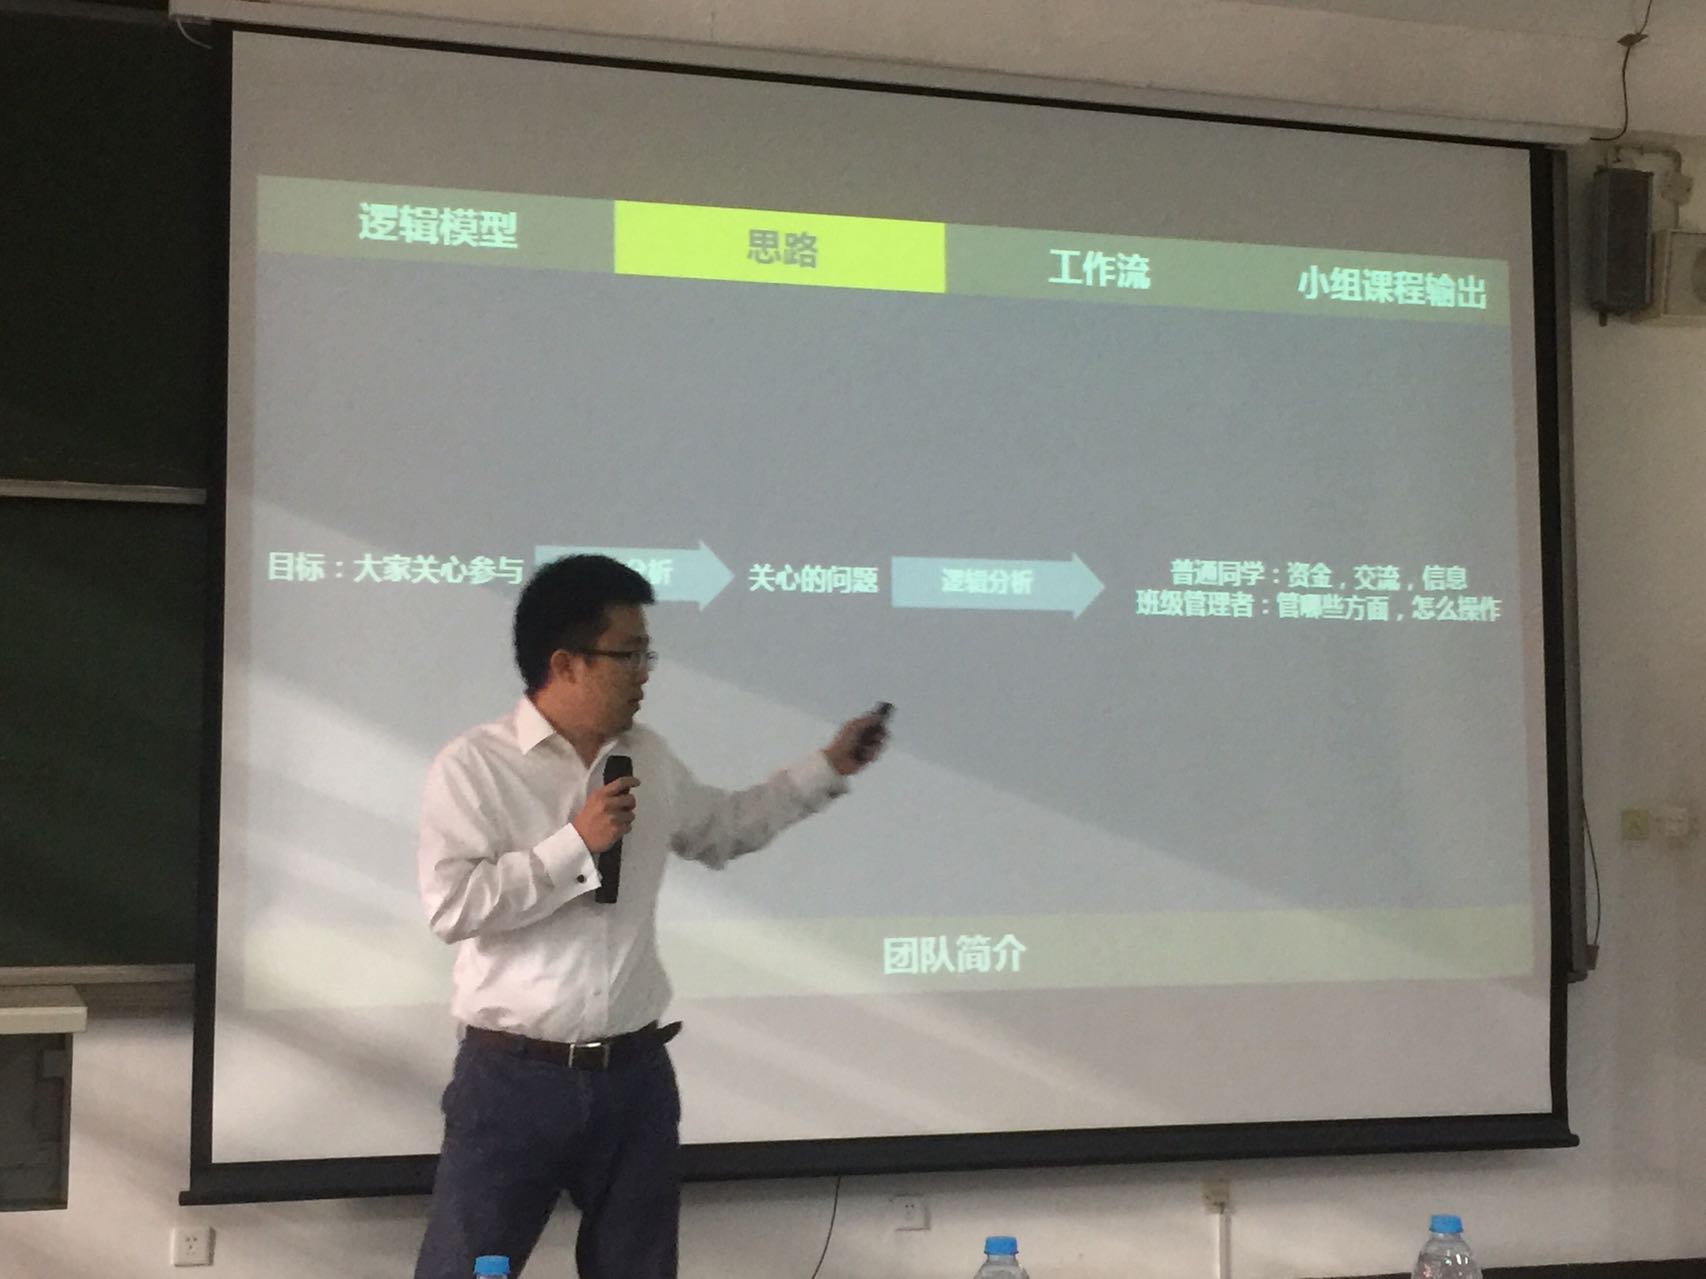 逻辑模型
思路
工作流
小组课程输出
目标：大家关心参与
分析
关心的问题
逻辑分析
普通同学：资金，交流，信息
班级管理者：管哪些方面，怎么操作
团队简介